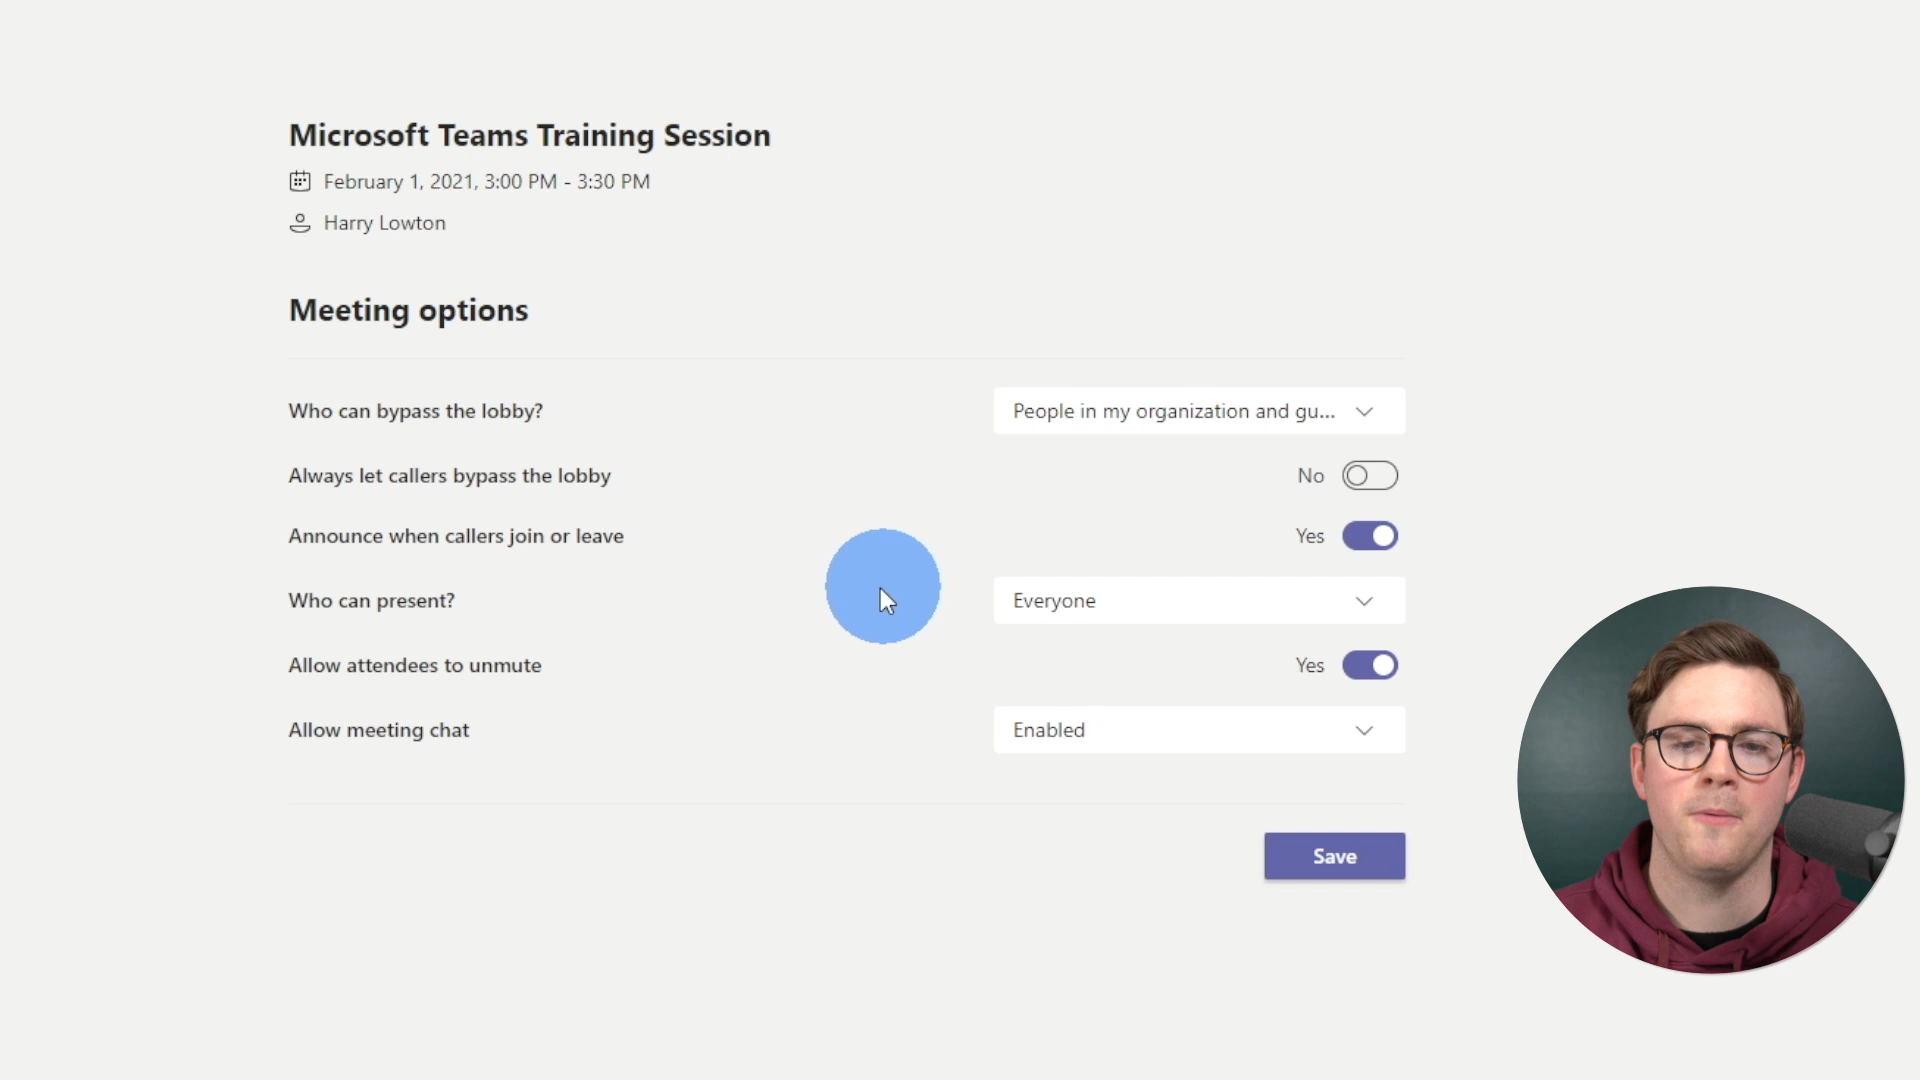 Microsoft Teams Training Session
February 1, 2021, 3:00 PM - 3:30 PM
Harry Lowton
Meeting options
Who can bypass the lobby? People in my organization and gu...
Always let callers bypass the lobby No
Announce when callers join or leave Yes
Who can present? Everyone
Allow attendees to unmute Yes
Allow meeting chat Enabled
Save